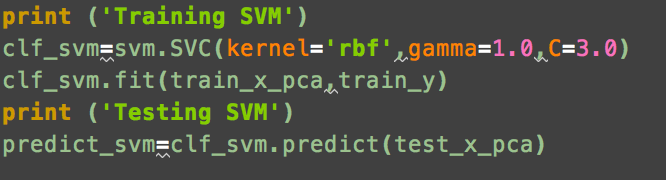 print ('Training SVM')
clf_svm=svm.SVC(kernel='rbf',gamma=1.0,C=3.0)
clf_svm.fit(train_x_pca,train_y)
print ('Testing SVM')
predict_svm=clf_svm.predict(test_x_pca)